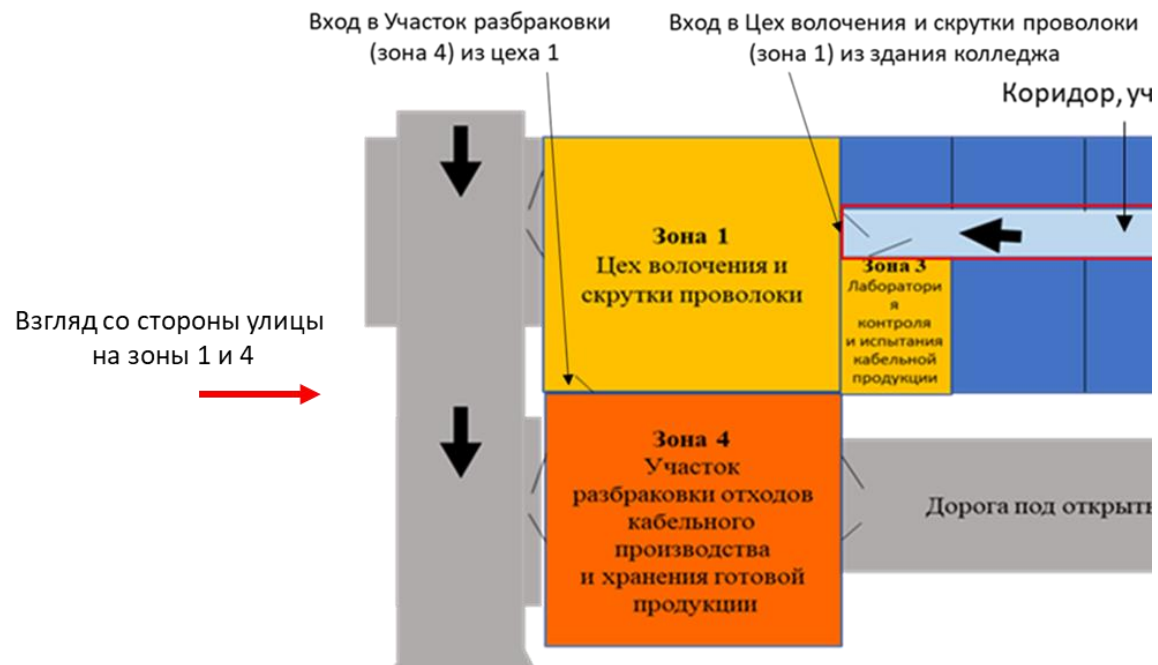 Вход в Участок разбраковки
(зона 4) из цеха 1
Вход в Цех волочения и скрутки проволоки
(зона 1) из здания колледжа
Коридор, уч
Зона 1
Цех волочения и
скрутки проволоки
Зона 3
Лаборатори
я
контроля
и испытания
кабельной
продукции
Взгляд со стороны улицы
на зоны 1 и 4
Зона 4
Участок
разбраковки отходов
кабельного
производства
и хранения готовой
продукции
Дорога под открыть